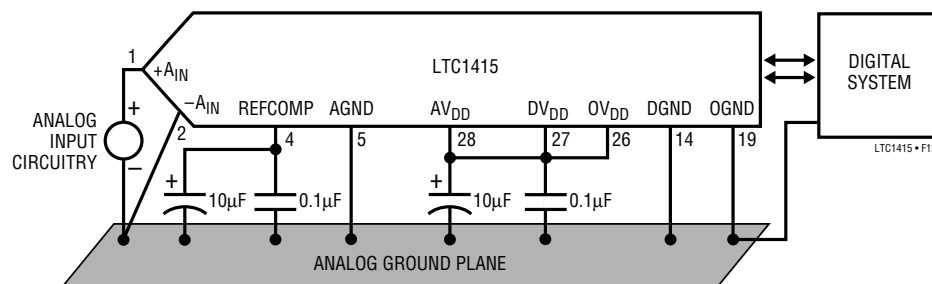 1
+AIN
LTC1415
DIGITAL
SYSTEM
−AIN
ANALOG
INPUT
CIRCUITRY
+
−
2
REFCOMP
AGND
AVDD
DVDD
OVDD
DGND
OGND
4
5
28
27
26
14
19
LTC1415 • F1
+
10µF
0.1µF
+
10µF
0.1µF
ANALOG GROUND PLANE